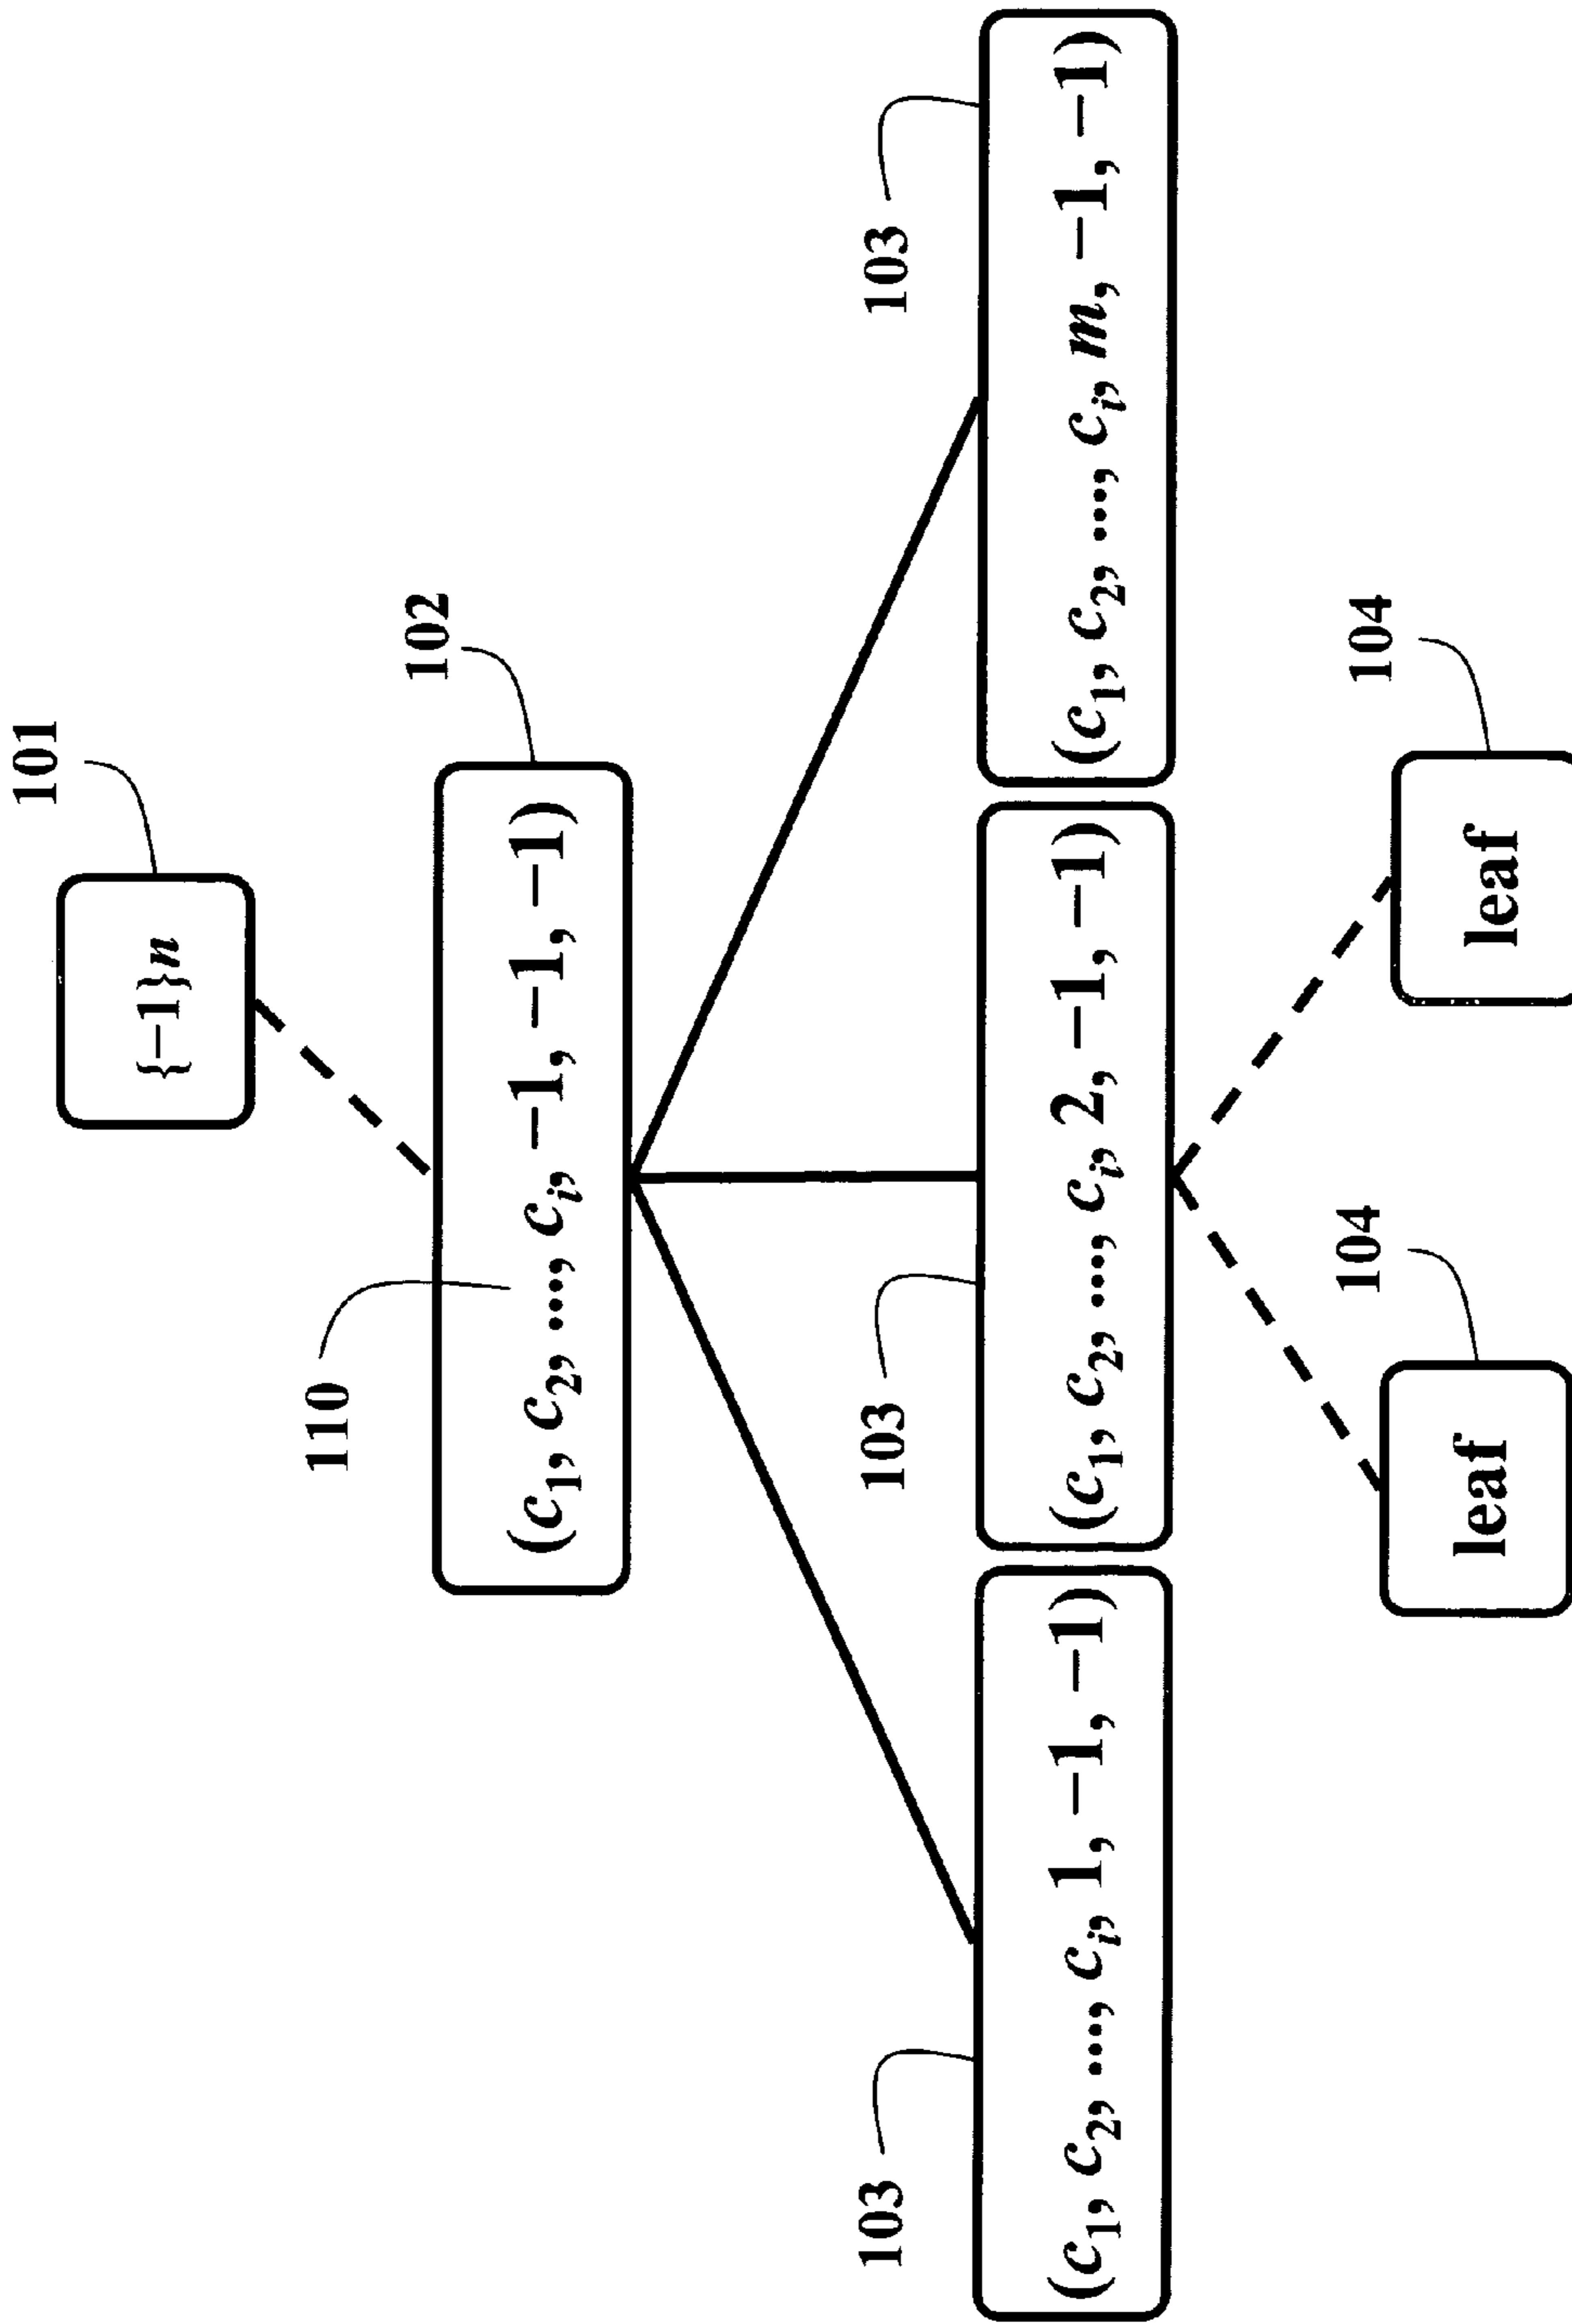 101
{−1}n
102
110
(c₁, c₂, ..., cᵢ, −1, −1, −1)
103
103
103
(c₁, c₂, ..., cᵢ, 1, −1, −1)
(c₁, c₂, ..., cᵢ, 2, −1, −1)
(c₁, c₂, ..., cᵢ, m, −1, −1)
104
104
leaf
leaf